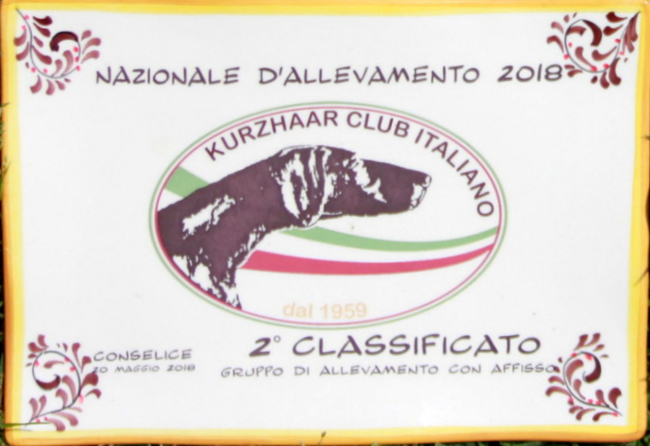 NAZIONALE D'ALLEVAMENTO 2018
KURZHAAR CLUB ITALIANO
dal 1959
2° CLASSIFICATO
CONSELICE
20 MAGGIO 2018
GRUPPO DI ALLEVAMENTO CON AFFISSO